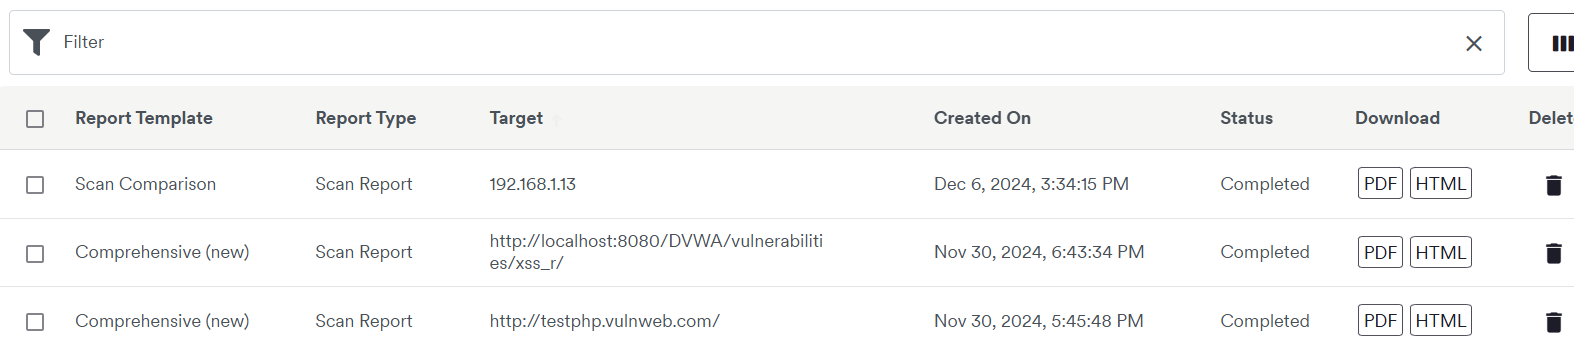 Filter
Report Template Report Type Target Created On Status Download Delet
Scan Comparison Scan Report 192.168.1.13 Dec 6, 2024, 3:34:15 PM Completed PDF HTML
Comprehensive (new) Scan Report http://localhost:8080/DVWA/vulnerabiliti Nov 30, 2024, 6:43:34 PM Completed PDF HTML
es/xss_r/
Comprehensive (new) Scan Report http://testphp.vulnweb.com/ Nov 30, 2024, 5:45:48 PM Completed PDF HTML